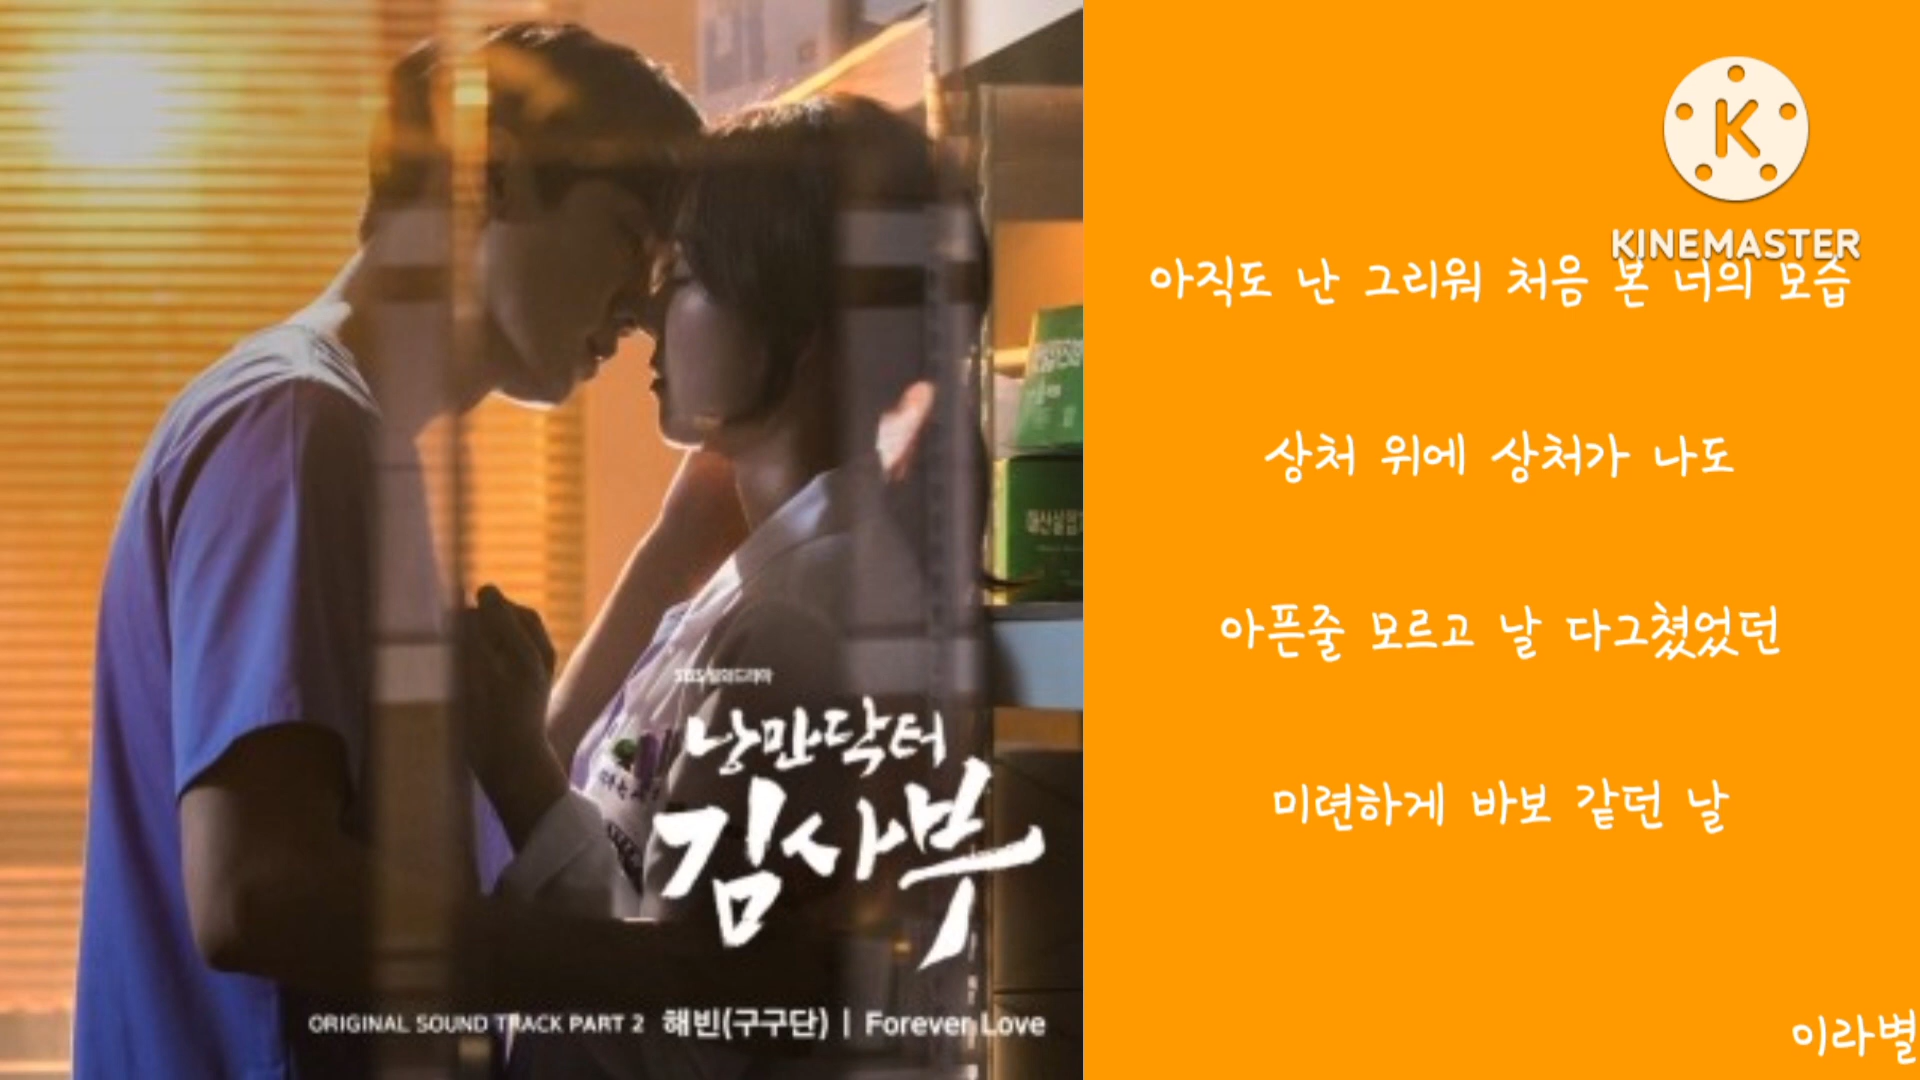 SBS 월화드라마
낭만닥터
김사부
ORIGINAL SOUND TRACK PART 2 해빈(구구단) | Forever Love
K
KINEMASTER
아직도 난 그리워 처음 본 너의 모습
상처 위에 상처가 나도
아픈줄 모르고 날 다그쳤었던
미련하게 바보 같던 날
이라별